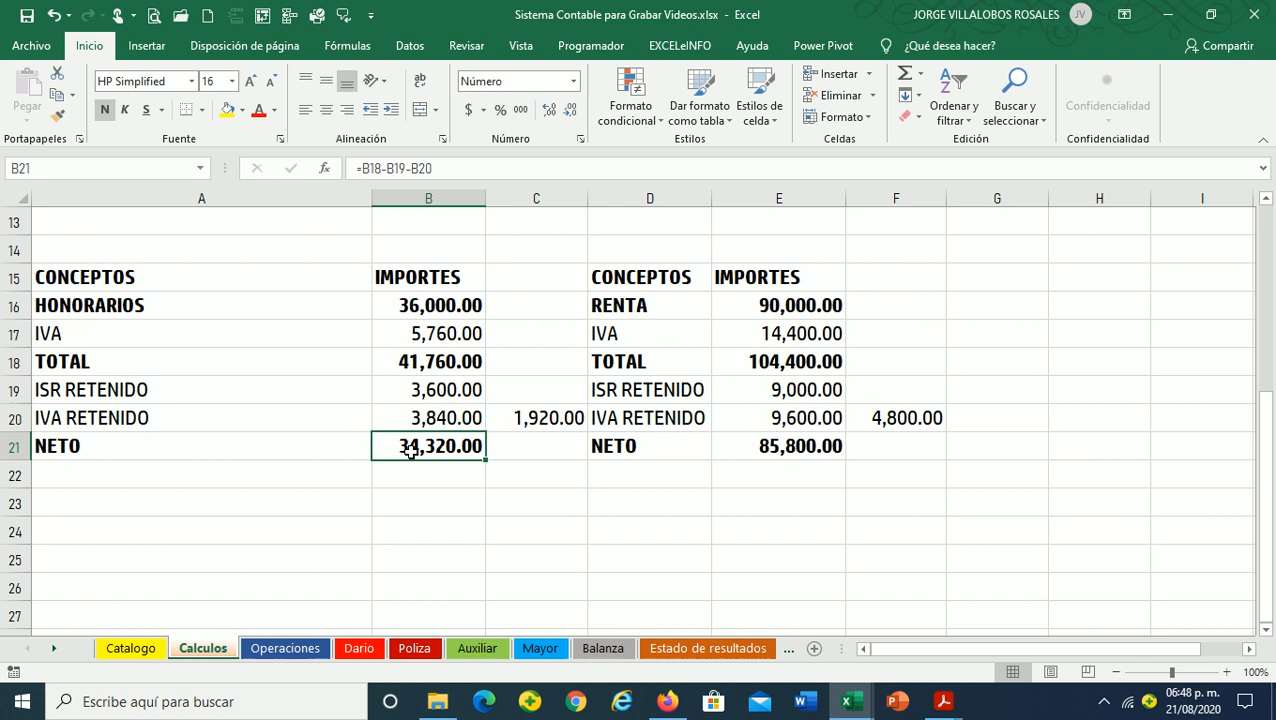 Sistema Contable para Grabar Videos.xlsx - Excel
JORGE VILLALOBOS ROSALES
JV
Archivo Inicio Insertar Disposición de página Fórmulas Datos Revisar Vista Programador EXCELeINFO Ayuda Power Pivot ¿Qué desea hacer? Compartir
Pegar
HP Simplified 16
N K S
Número
$ % 000
Formato condicional
Dar formato como tabla
Estilos de celda
Insertar
Eliminar
Formato
Ordenar y filtrar
Buscar y seleccionar
Confidencialidad
Portapapeles Fuente Alineación Número Estilos Celdas Edición Confidencialidad
B21 fx =B18-B19-B20
A B C D E F G H I
13
14
15 CONCEPTOS IMPORTES CONCEPTOS IMPORTES
16 HONORARIOS 36,000.00 RENTA 90,000.00
17 IVA 5,760.00 IVA 14,400.00
18 TOTAL 41,760.00 TOTAL 104,400.00
19 ISR RETENIDO 3,600.00 ISR RETENIDO 9,000.00
20 IVA RETENIDO 3,840.00 1,920.00 IVA RETENIDO 9,600.00 4,800.00
21 NETO 34,320.00 NETO 85,800.00
22
23
24
25
26
27
Catalogo Calculos Operaciones Dario Poliza Auxiliar Mayor Balanza Estado de resultados ...
100%
Escribe aquí para buscar
06:48 p. m.
21/08/2020